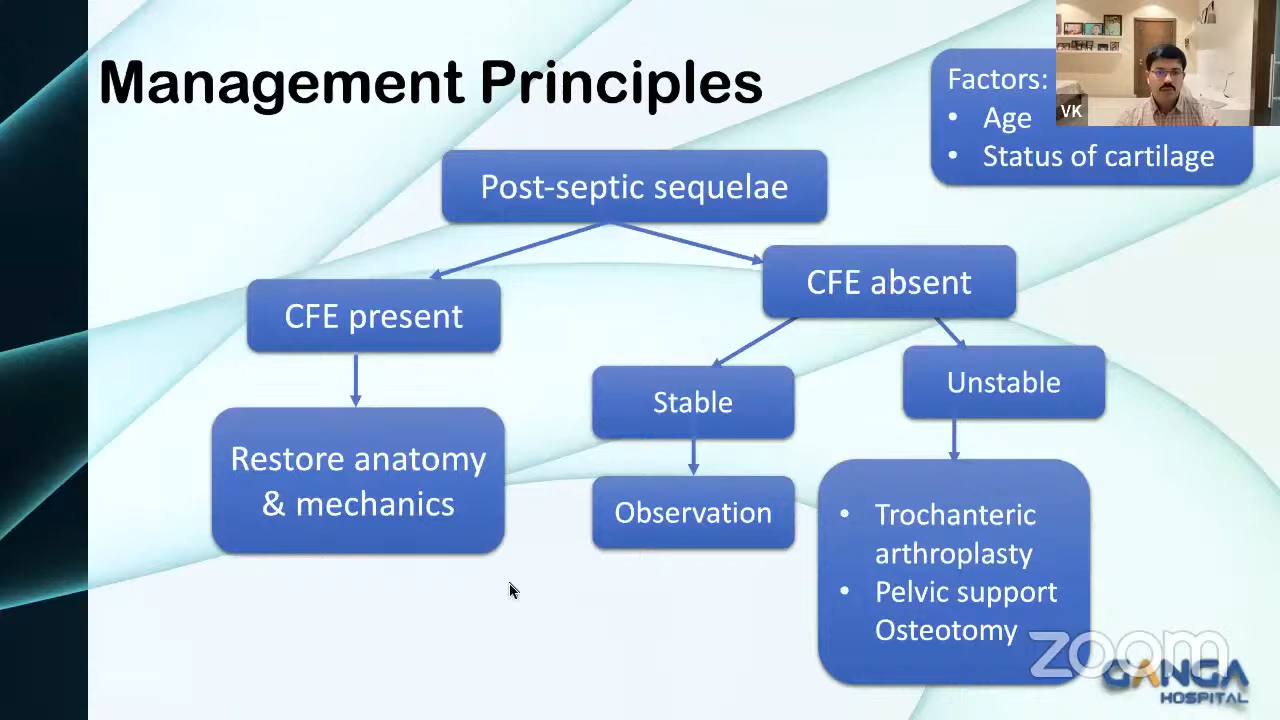 Management Principles
Factors:
• Age
• Status of cartilage
VK
Post-septic sequelae
CFE present
CFE absent
Restore anatomy
& mechanics
Stable
Unstable
Observation
• Trochanteric
arthroplasty
• Pelvic support
Osteotomy
zoom
GANGA
HOSPITAL